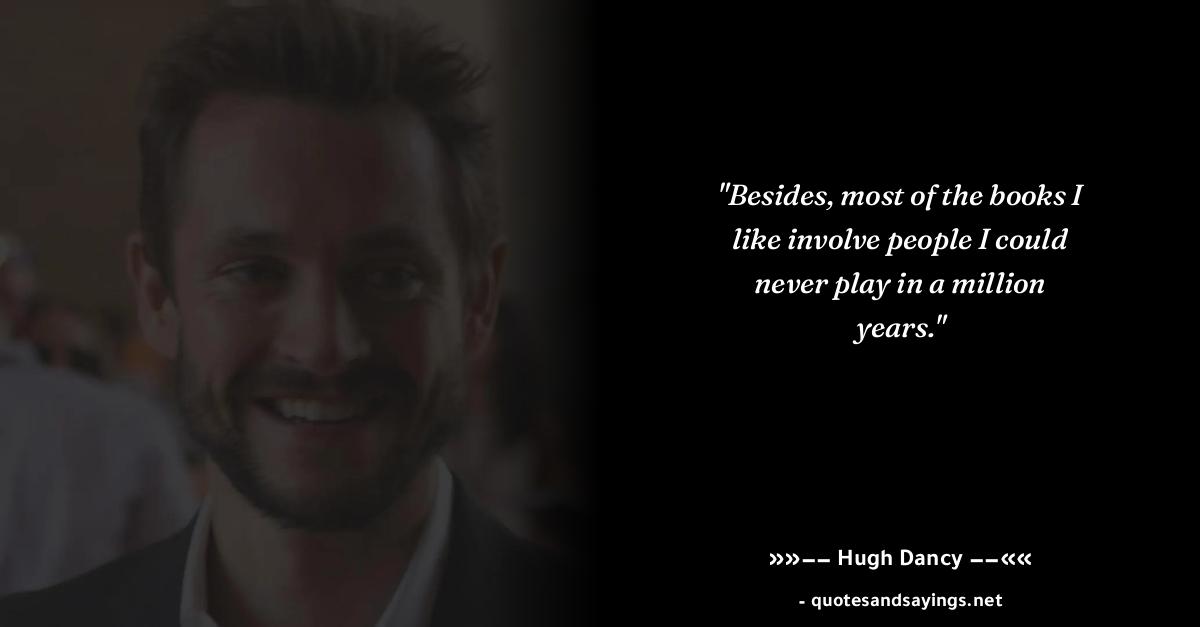 "Besides, most of the books I
like involve people I could
never play in a million
years."
»»–– Hugh Dancy ––««
- quotesandsayings.net